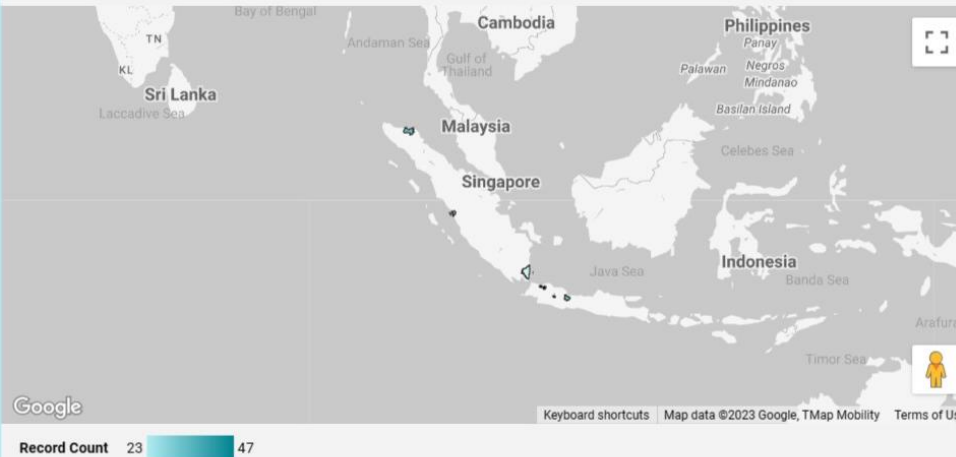 Bay of Bengal
Cambodia
Philippines
TN
Andaman Sea
Gulf of
Thailand
Panay
KL
Palawan
Negros
Mindanao
Sri Lanka
Laccadive Sea
Basilan Island
Malaysia
Celebes Sea
Singapore
Indonesia
Java Sea
Banda Sea
Arafura
Timor Sea
Google
Keyboard shortcuts Map data ©2023 Google, TMap Mobility Terms of Us
Record Count 23 47